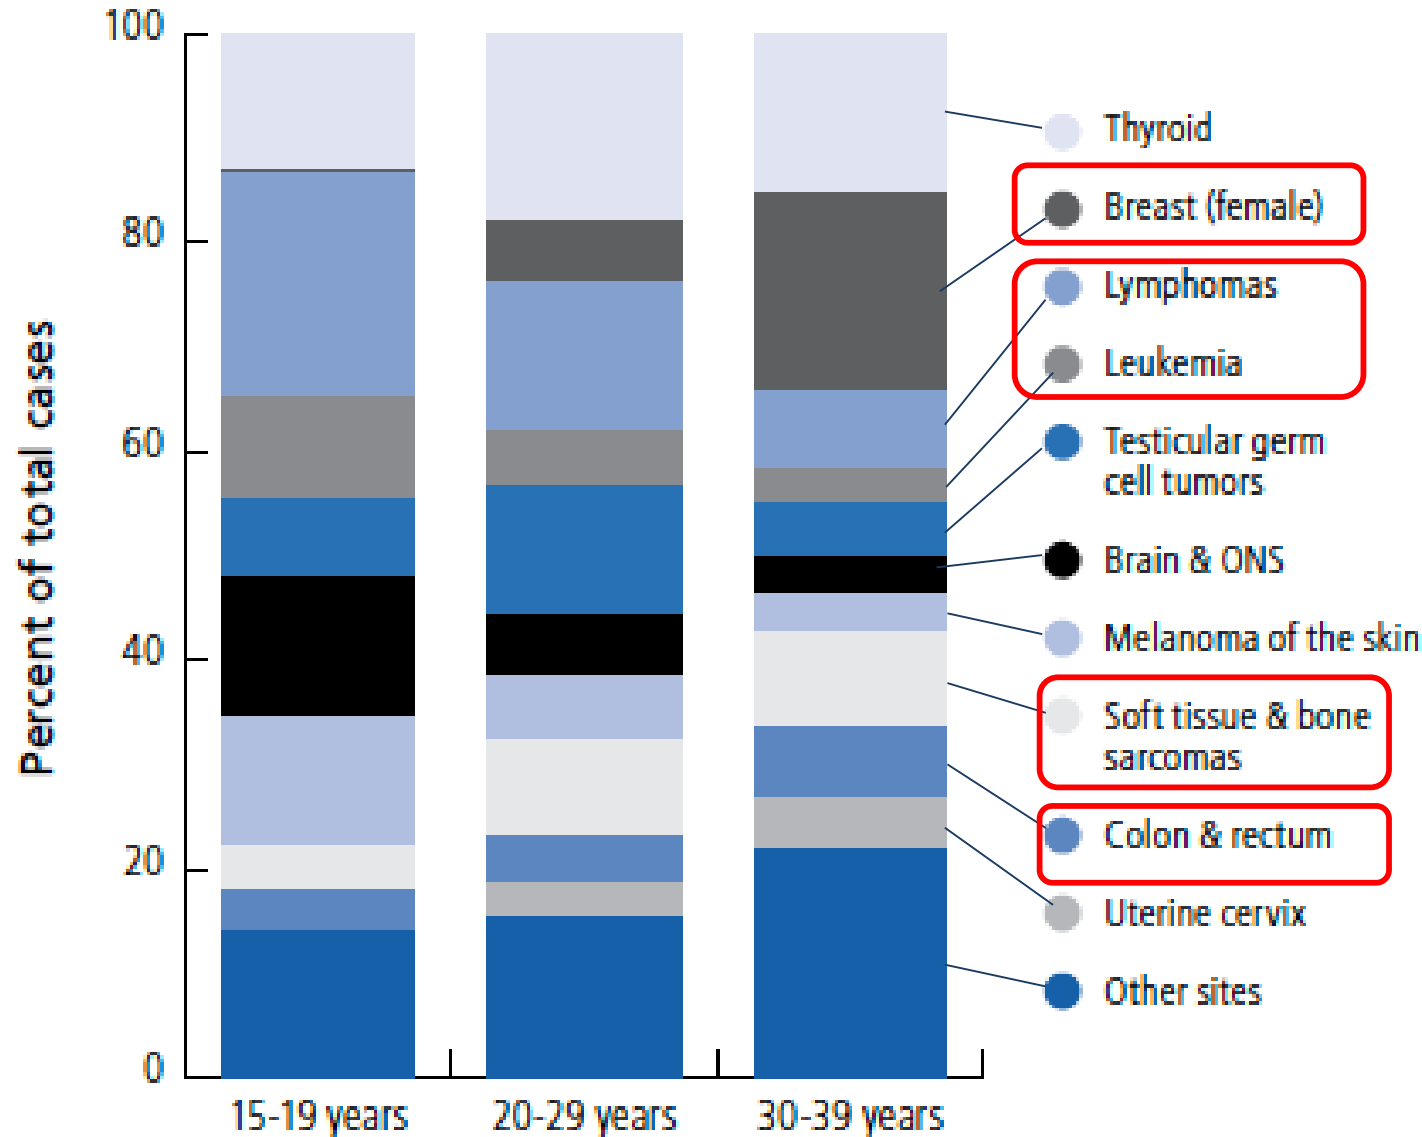 Percent of total cases
100
80
60
40
20
0
15-19 years
20-29 years
30-39 years
Thyroid
Breast (female)
Lymphomas
Leukemia
Testicular germ
cell tumors
Brain & ONS
Melanoma of the skin
Soft tissue & bone
sarcomas
Colon & rectum
Uterine cervix
Other sites